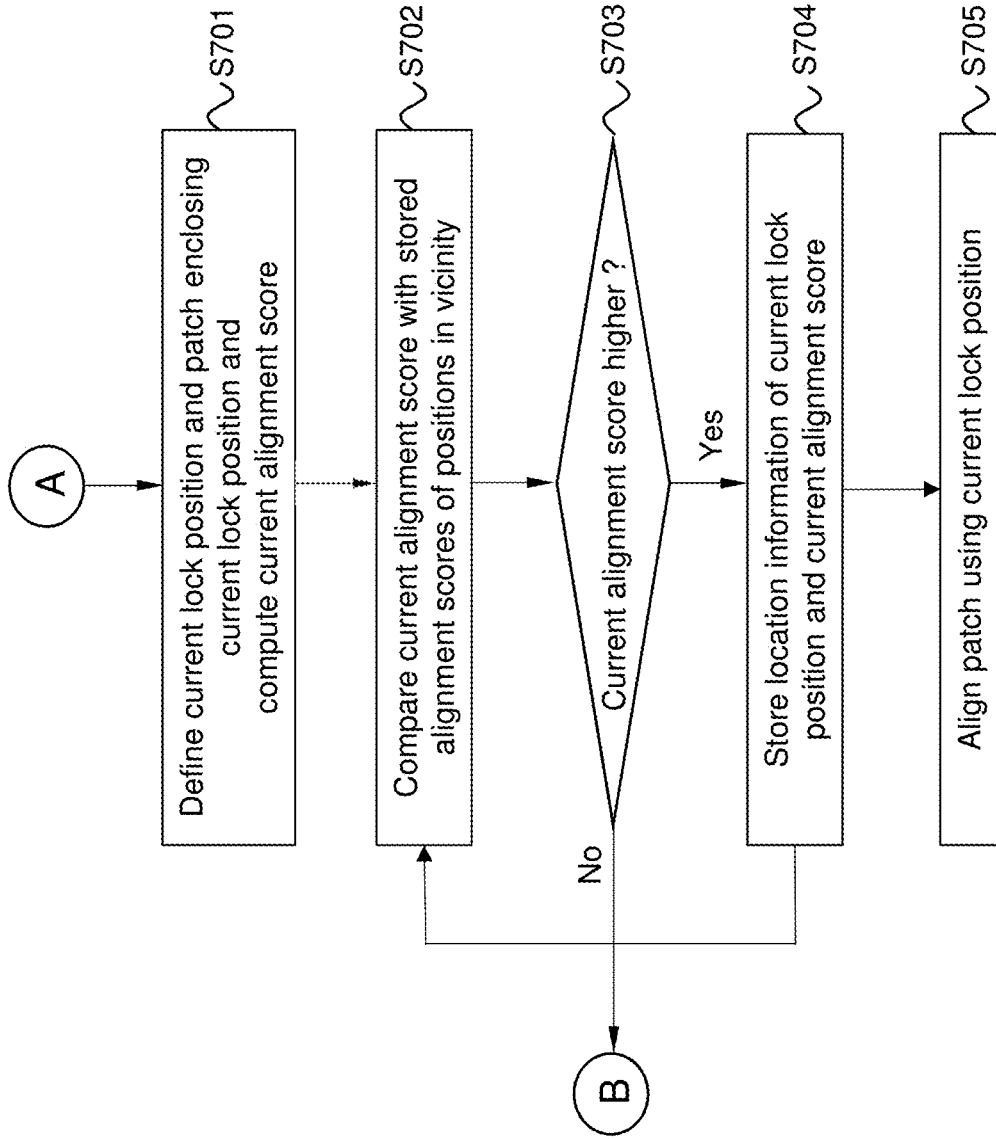 A
Define current lock position and patch enclosing
current lock position and
compute current alignment score
S701
Compare current alignment score with stored
alignment scores of positions in vicinity
S702
Current alignment score higher ?
S703
No
B
Yes
Store location information of current lock
position and current alignment score
S704
Align patch using current lock position
S705